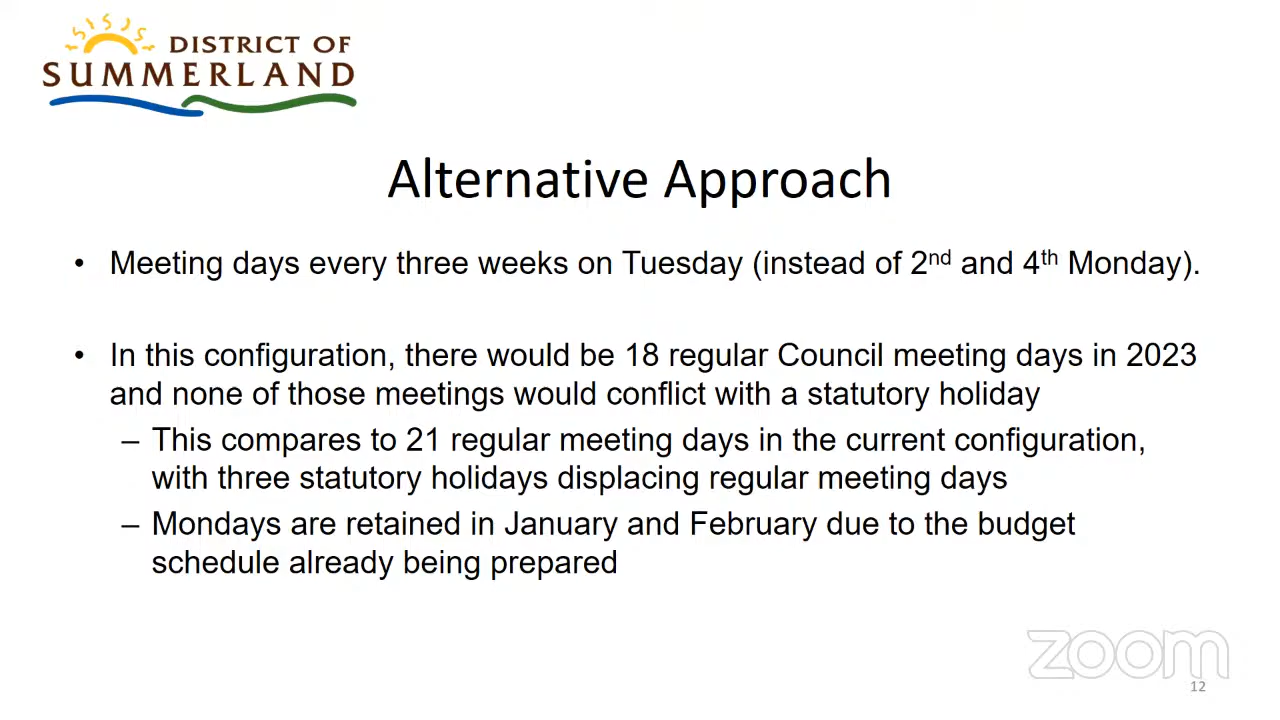 DISTRICT OF
SUMMERLAND
Alternative Approach
• Meeting days every three weeks on Tuesday (instead of 2nd and 4th Monday).
• In this configuration, there would be 18 regular Council meeting days in 2023
and none of those meetings would conflict with a statutory holiday
– This compares to 21 regular meeting days in the current configuration,
with three statutory holidays displacing regular meeting days
– Mondays are retained in January and February due to the budget
schedule already being prepared
zoom
12